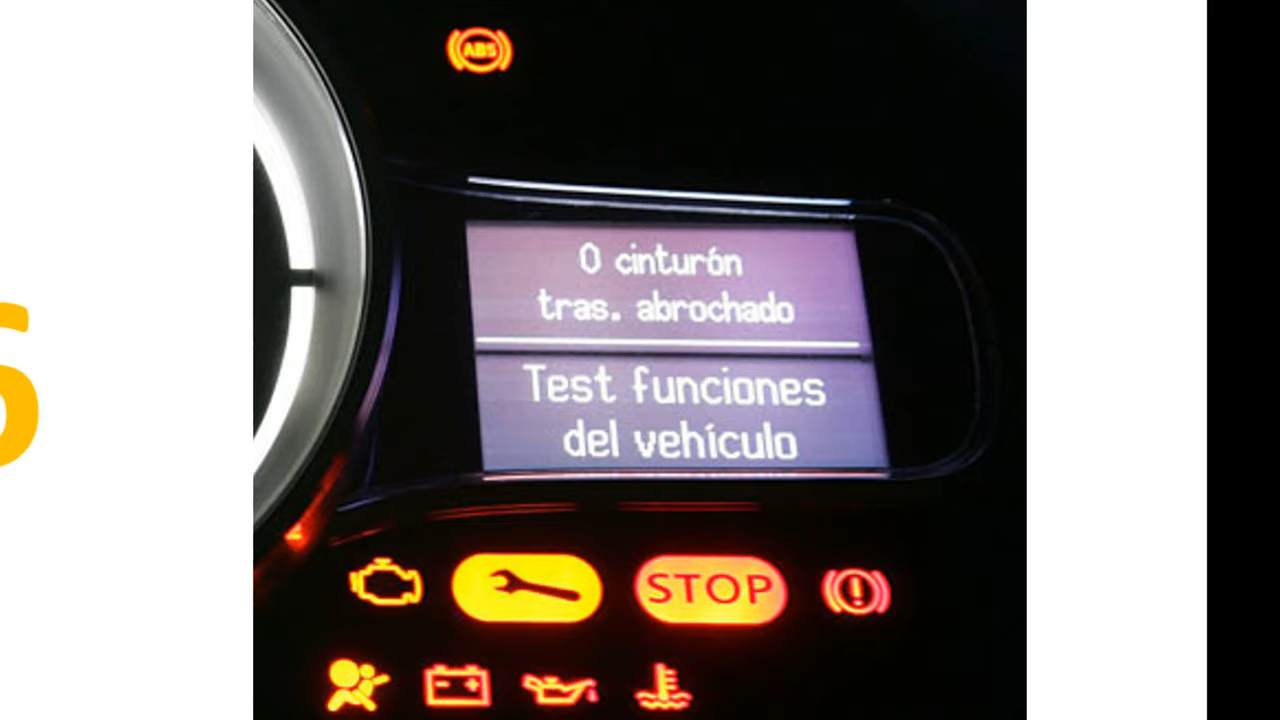 ABS
0 cinturón
tras. abrochado
Test funciones
del vehículo
STOP